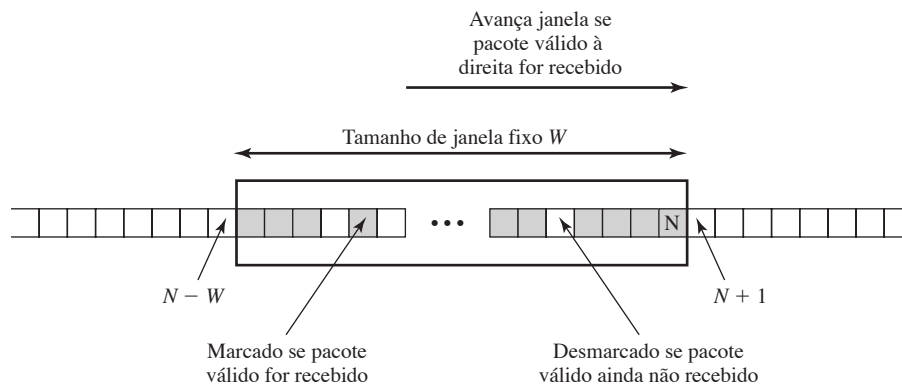 Avança janela se
pacote válido à
direita for recebido
Tamanho de janela fixo W
•••
N
N – W
N + 1
Marcado se pacote
válido for recebido
Desmarcado se pacote
válido ainda não recebido